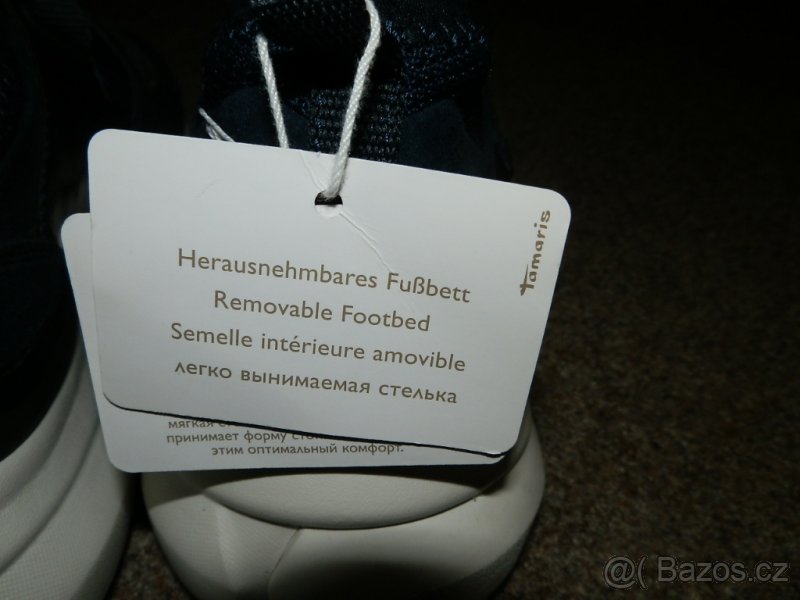 tamaris
Herausnehmbares Fußbett
Removable Footbed
Semelle intérieure amovible
легко вынимаемая стелька
мягкая
принимает форму
этим оптимальный комфорт.
@( Bazos.cz